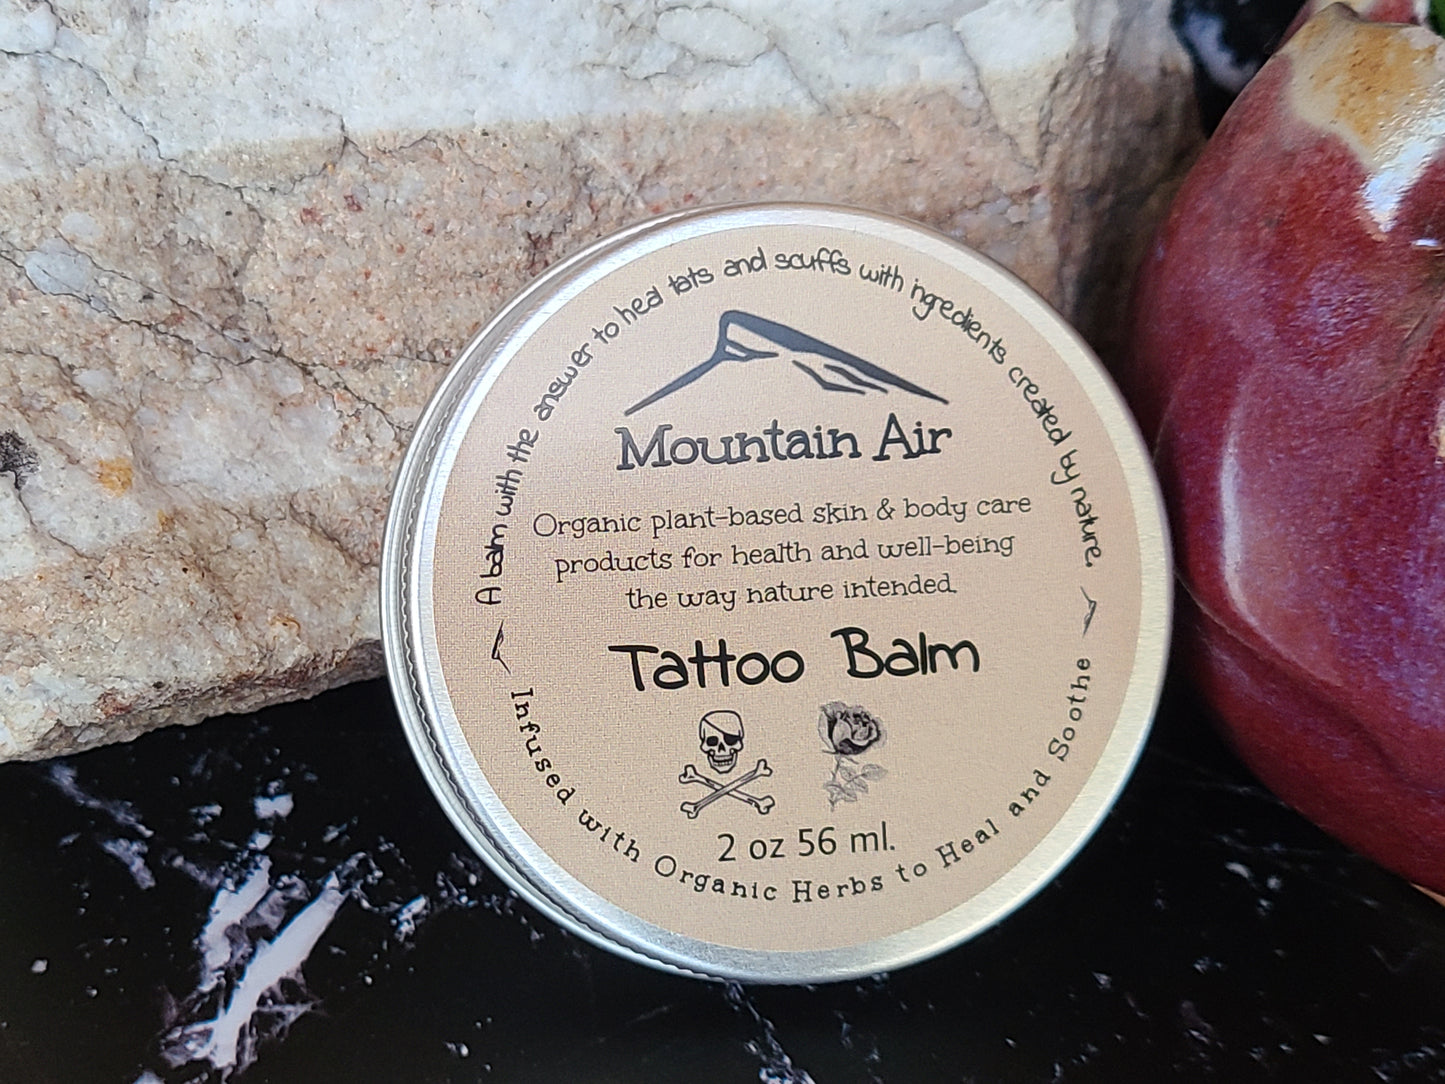 A balm with the answer to heal tats and scuffs with ingredients created by nature.
Mountain Air
Organic plant-based skin & body care
products for health and well-being
the way nature intended.
Tattoo Balm
2 oz 56 ml.
Infused with Organic Herbs to Heal and Soothe